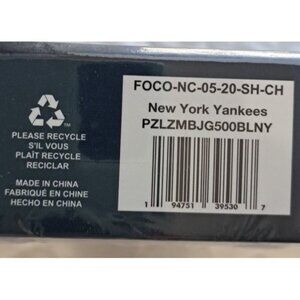 PLEASE RECYCLE
S'IL VOUS
PLAÎT RECYCLE
RECICLAR
MADE IN CHINA
FABRIQUÉ EN CHINE
HECHO EN CHINA
FOCO-NC-05-20-SH-CH
New York Yankees
PZLZMBJG500BLNY
1 94751 39530 7